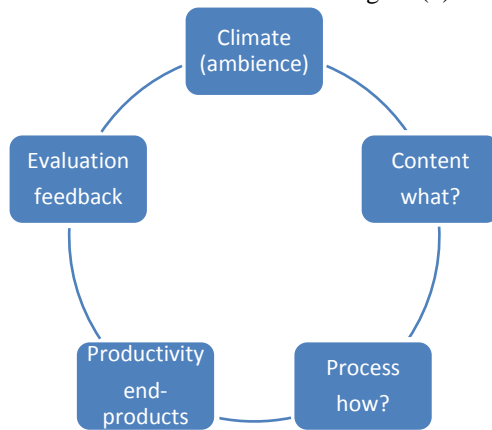 Climate
(ambience)
Content
what?
Process
how?
Productivity
end-
products
Evaluation
feedback